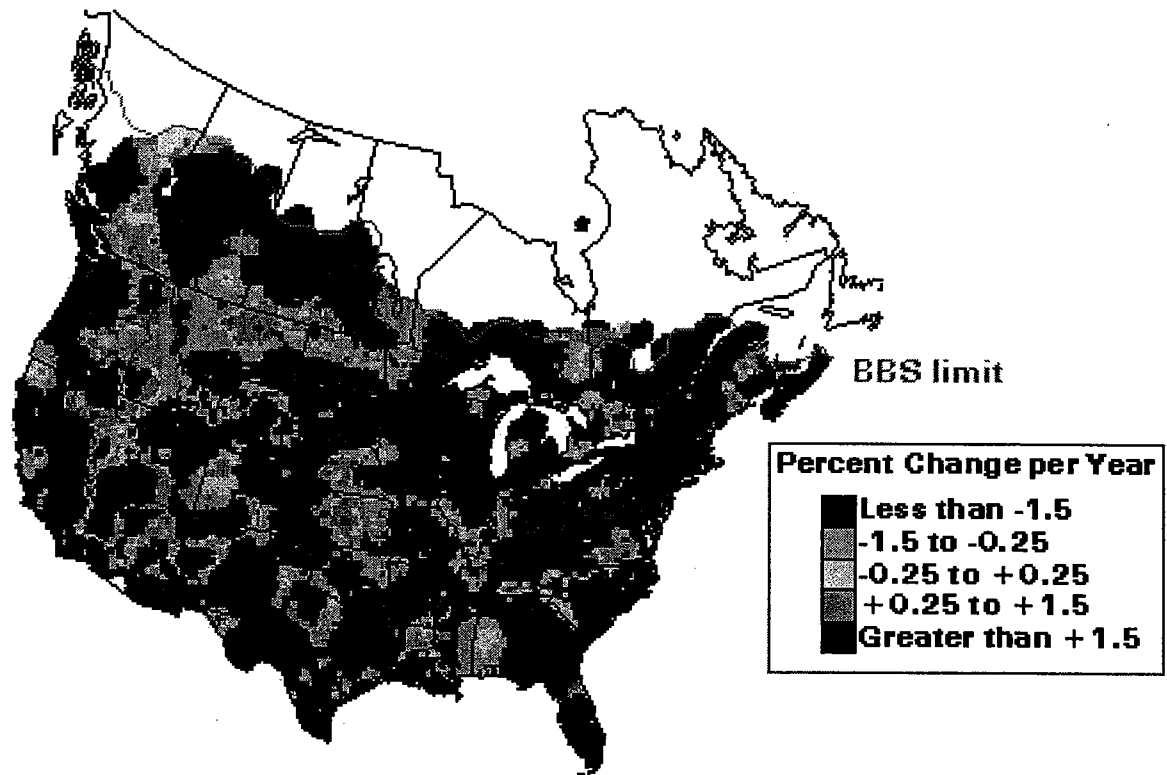 BBS limit
Percent Change per Year
Less than -1.5
-1.5 to -0.25
-0.25 to +0.25
+0.25 to +1.5
Greater than +1.5